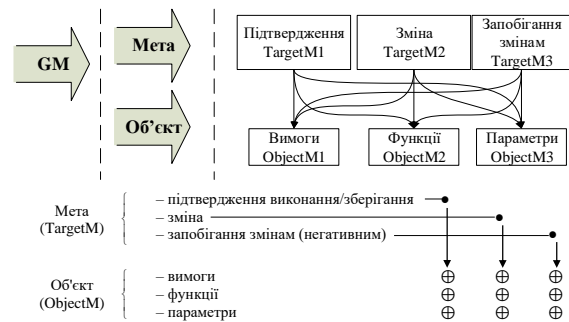 GM
Мета
Об’єкт
Підтвердження
TargetM1
Зміна
TargetM2
Запобігання
змінам
TargetM3
Вимоги
ObjectM1
Функції
ObjectM2
Параметри
ObjectM3
Мета
(TargetM)
– підтвердження виконання/зберігання
– зміна
– запобігання змінам (негативним)
Об'єкт
(ObjectM)
– вимоги
– функції
– параметри